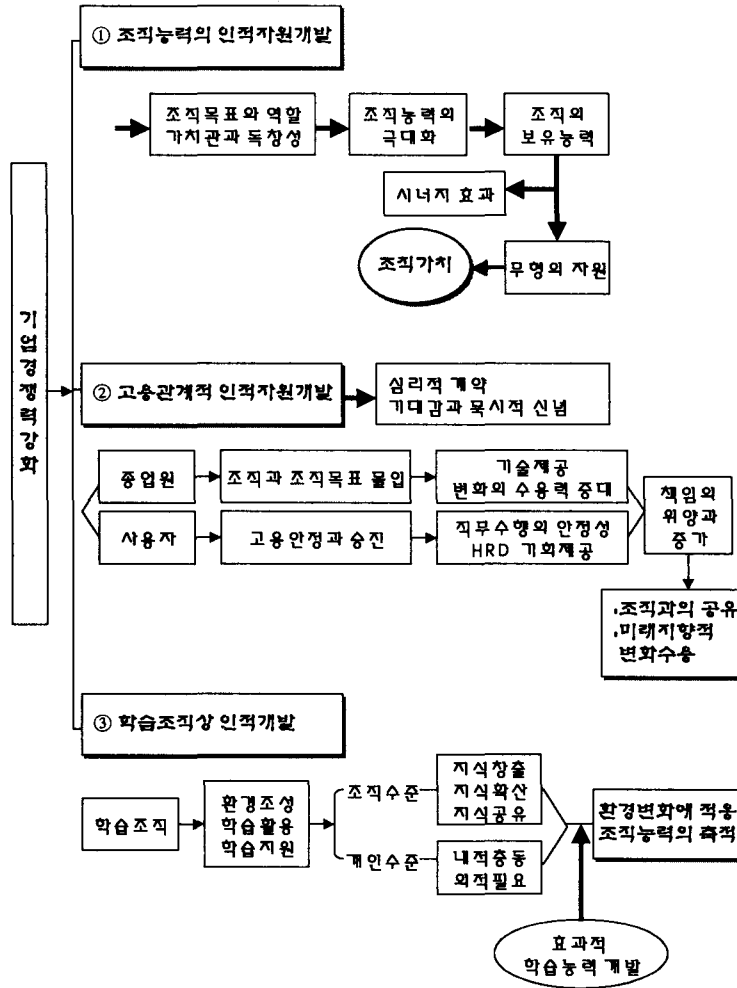 ① 조직능력의 인적자원개발
조직목표와 역할
가치관과 독창성
조직능력의
극대화
조직의
보유능력
시너지 효과
조직가치
무형의 자원
기업경쟁력강화
② 고용관계적 인적자원개발
심리적 계약
기대감과 묵시적 신념
종업원
조직과 조직목표 몰입
기술제공
변화의 수용력 증대
사용자
고용안정과 승진
직무수행의 안정성
HRD 기회제공
책임의
위양과
증가
조직과의 공유
미래지향적
변화수용
③ 학습조직상 인적개발
학습조직
환경조성
학습활용
학습지원
조직수준
지식창출
지식확산
지식공유
개인수준
내적충동
외적필요
환경변화에 적응
조직능력의 축적
효과적
학습능력 개발